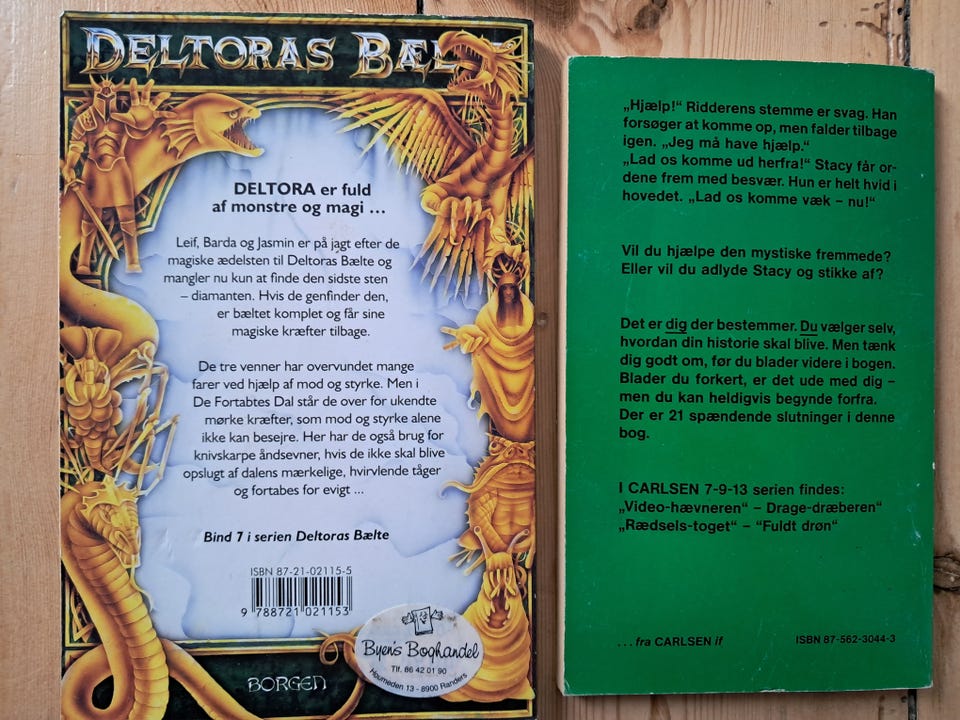 DELTORAS BÆL
DELTORA er fuld
af monstre og magi ...
Leif, Barda og Jasmin er på jagt efter de
magiske ædelsten til Deltoras Bælte og
mangler nu kun at finde den sidste sten
– diamanten. Hvis de genfinder den,
er bæltet komplet og får sine
magiske kræfter tilbage.
De tre venner har overvundet mange
farer ved hjælp af mod og styrke. Men i
De Fortabtes Dal står de over for ukendte
mørke kræfter, som mod og styrke alene
ikke kan besejre. Her har de også brug for
knivskarpe åndsevner, hvis de ikke skal blive
opslugt af dalens mærkelige, hvirvlende tåger
og fortabes for evigt ...
Bind 7 i serien Deltoras Bælte
ISBN 87-21-02115-5
9 788721 021153
Byen's Boghandel
Tlf. 86 42 01 90
Houmeden 13 - 8900 Randers
BORGEN
„Hjælp!“ Ridderens stemme er svag. Han
forsøger at komme op, men falder tilbage
igen. „Jeg må have hjælp.“
„Lad os komme ud herfra!“ Stacy får or-
dene frem med besvær. Hun er helt hvid i
hovedet. „Lad os komme væk – nu!“
Vil du hjælpe den mystiske fremmede?
Eller vil du adlyde Stacy og stikke af?
Det er dig der bestemmer. Du vælger selv,
hvordan din historie skal blive. Men tænk
dig godt om, før du blader videre i bogen.
Blader du forkert, er det ude med dig –
men du kan heldigvis begynde forfra.
Der er 21 spændende slutninger i denne
bog.
I CARLSEN 7-9-13 serien findes:
„Video-hævneren“ – Drage-dræberen“
„Rædsels-toget“ – “Fuldt drøn“
... fra CARLSEN if
ISBN 87-562-3044-3